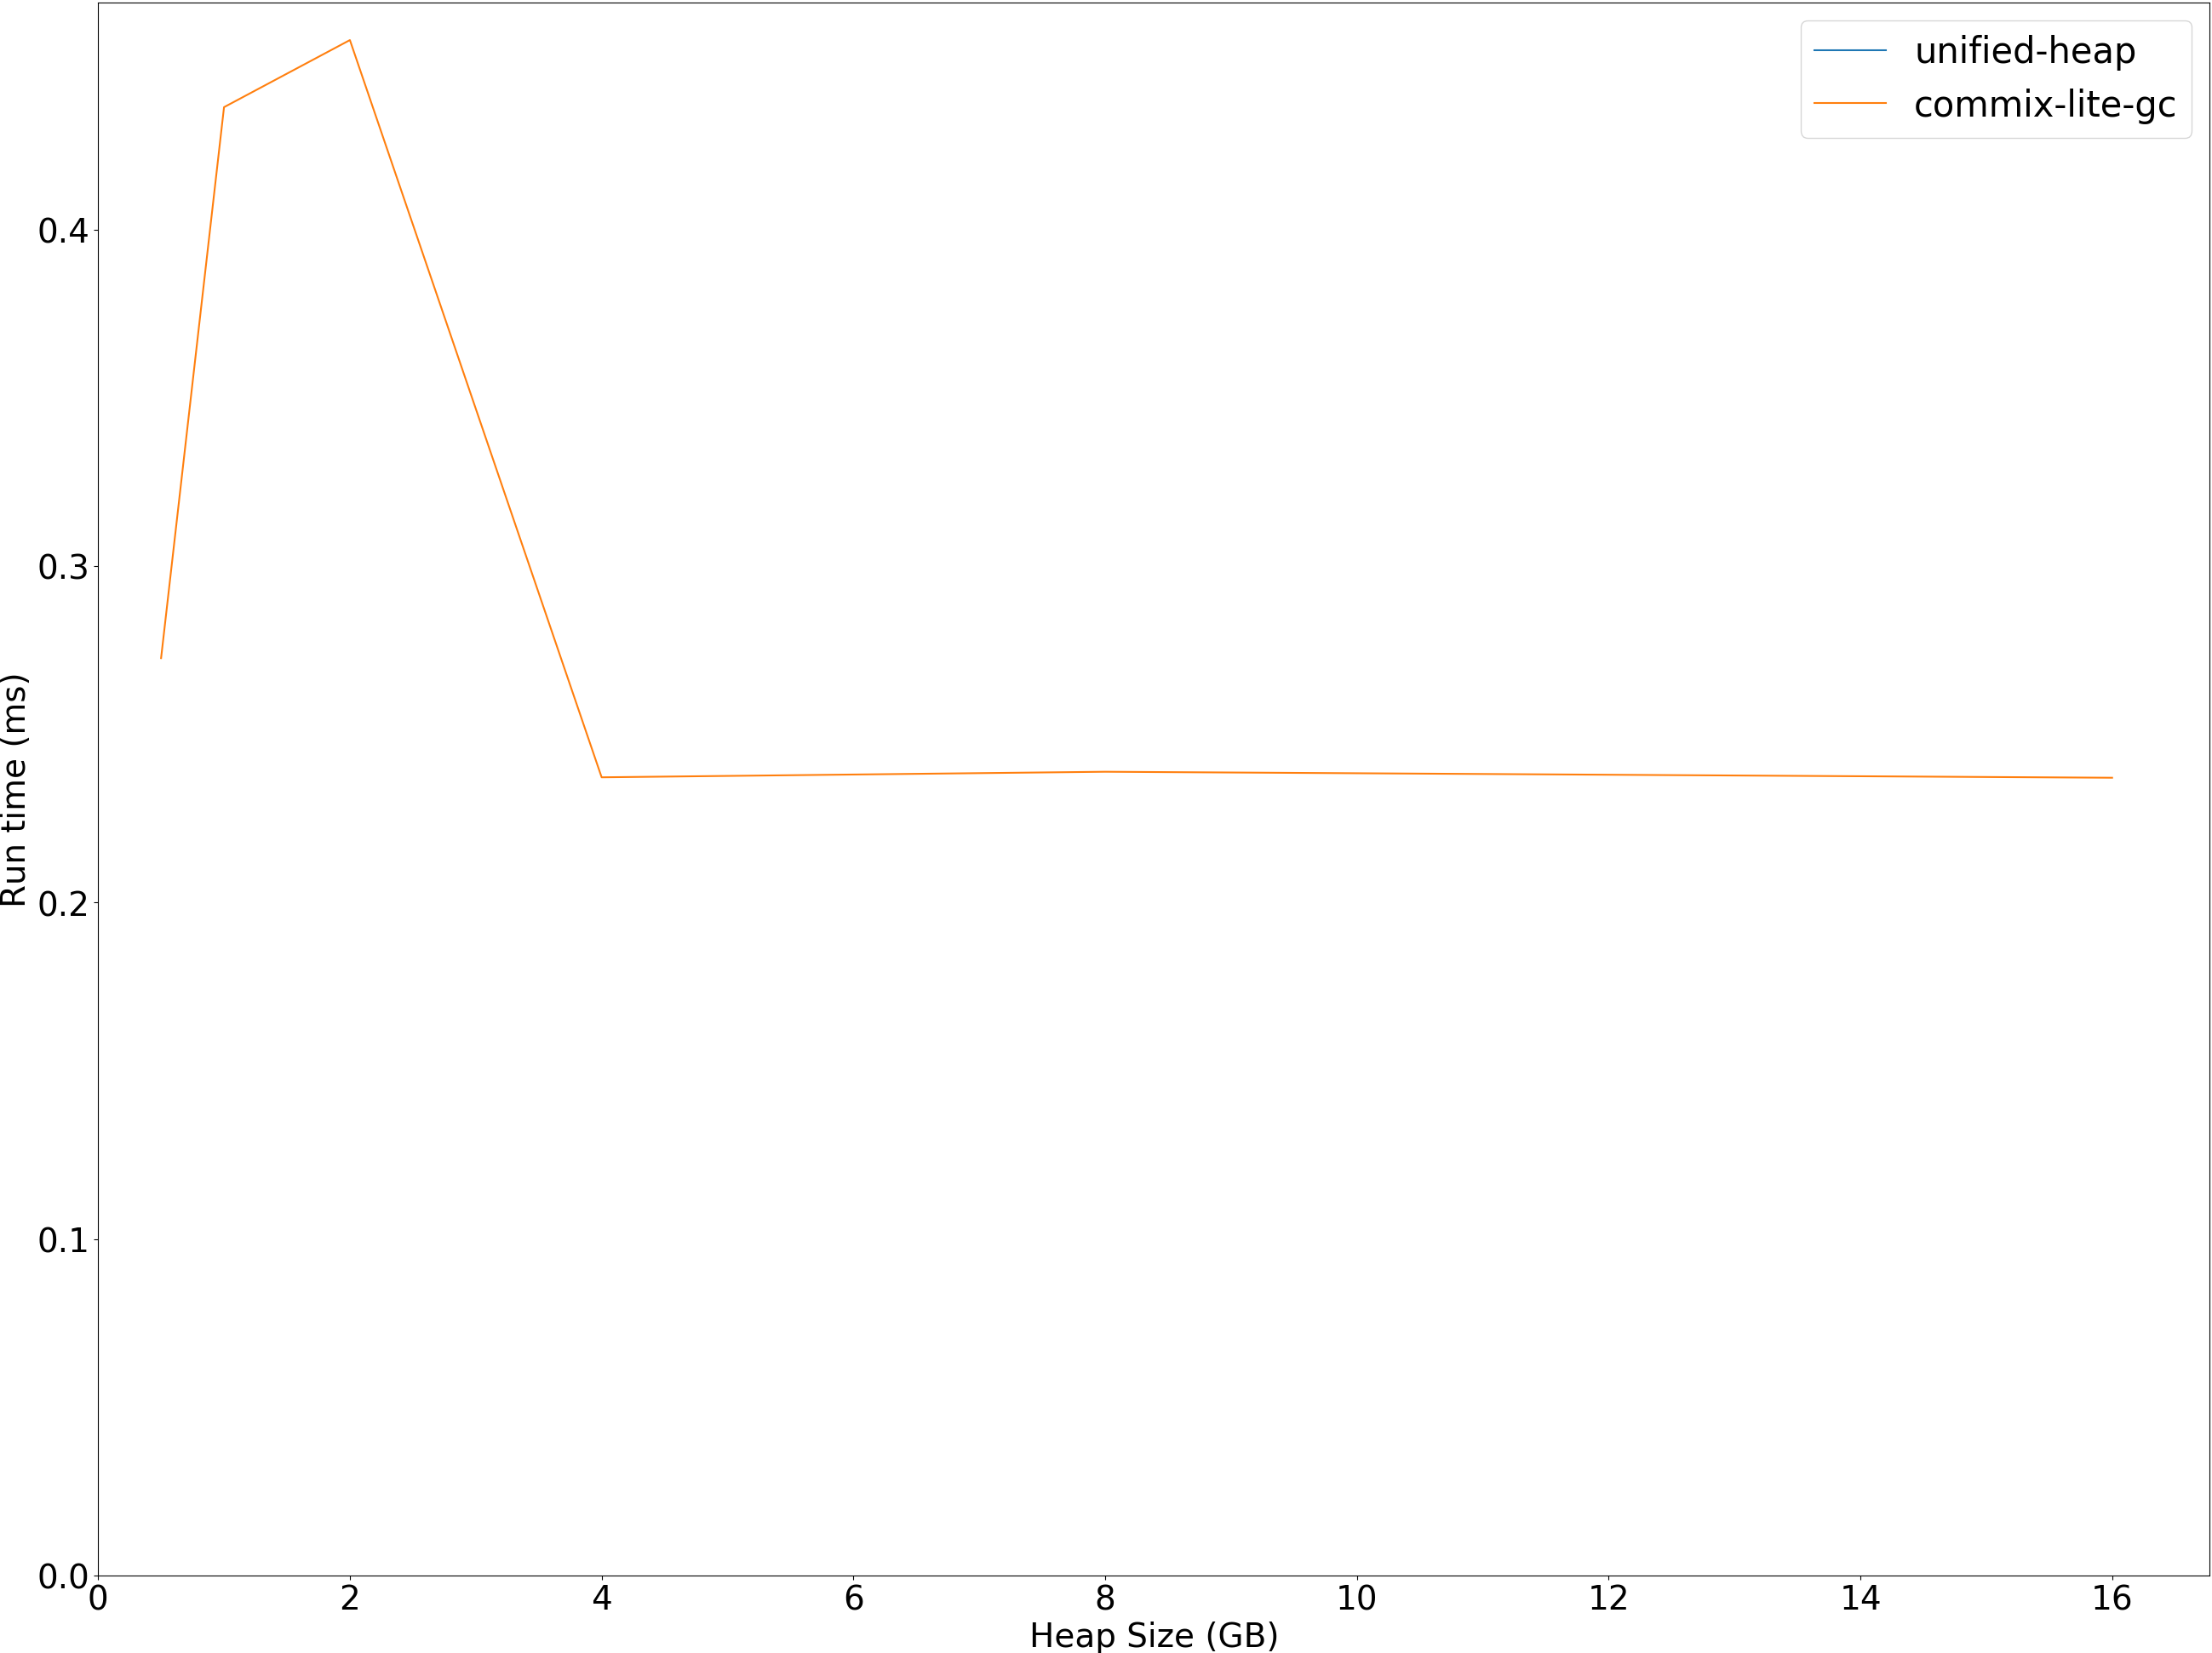 unified-heap
commix-lite-gc
0.4
0.3
0.2
0.1
0.0
Run time (ms)
0 2 4 6 8 10 12 14 16
Heap Size (GB)